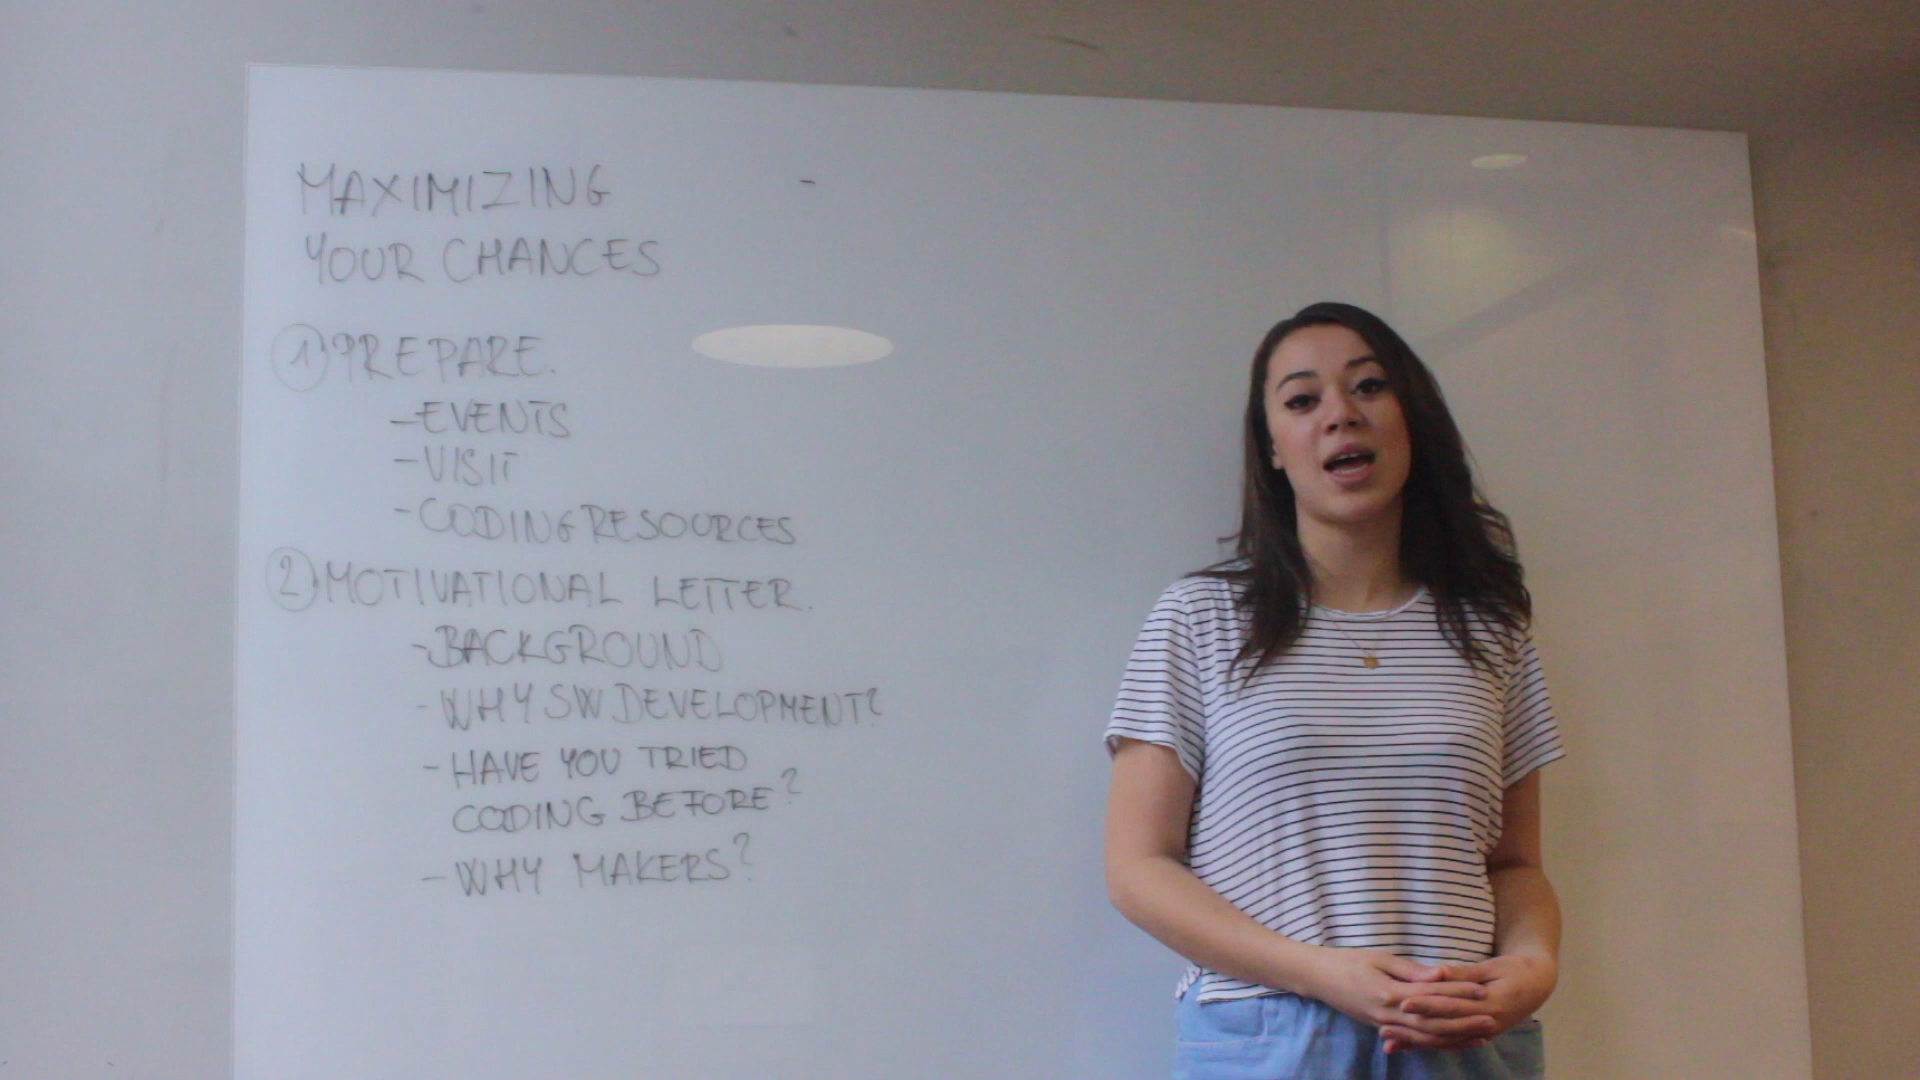 MAXIMIZING -
YOUR CHANCES
1 PREPARE.
- EVENTS
- VISIT
- CODING RESOURCES
2 MOTIVATIONAL LETTER.
- BACKGROUND
- WHY SW DEVELOPMENT?
- HAVE YOU TRIED
CODING BEFORE?
- WHY MAKERS?